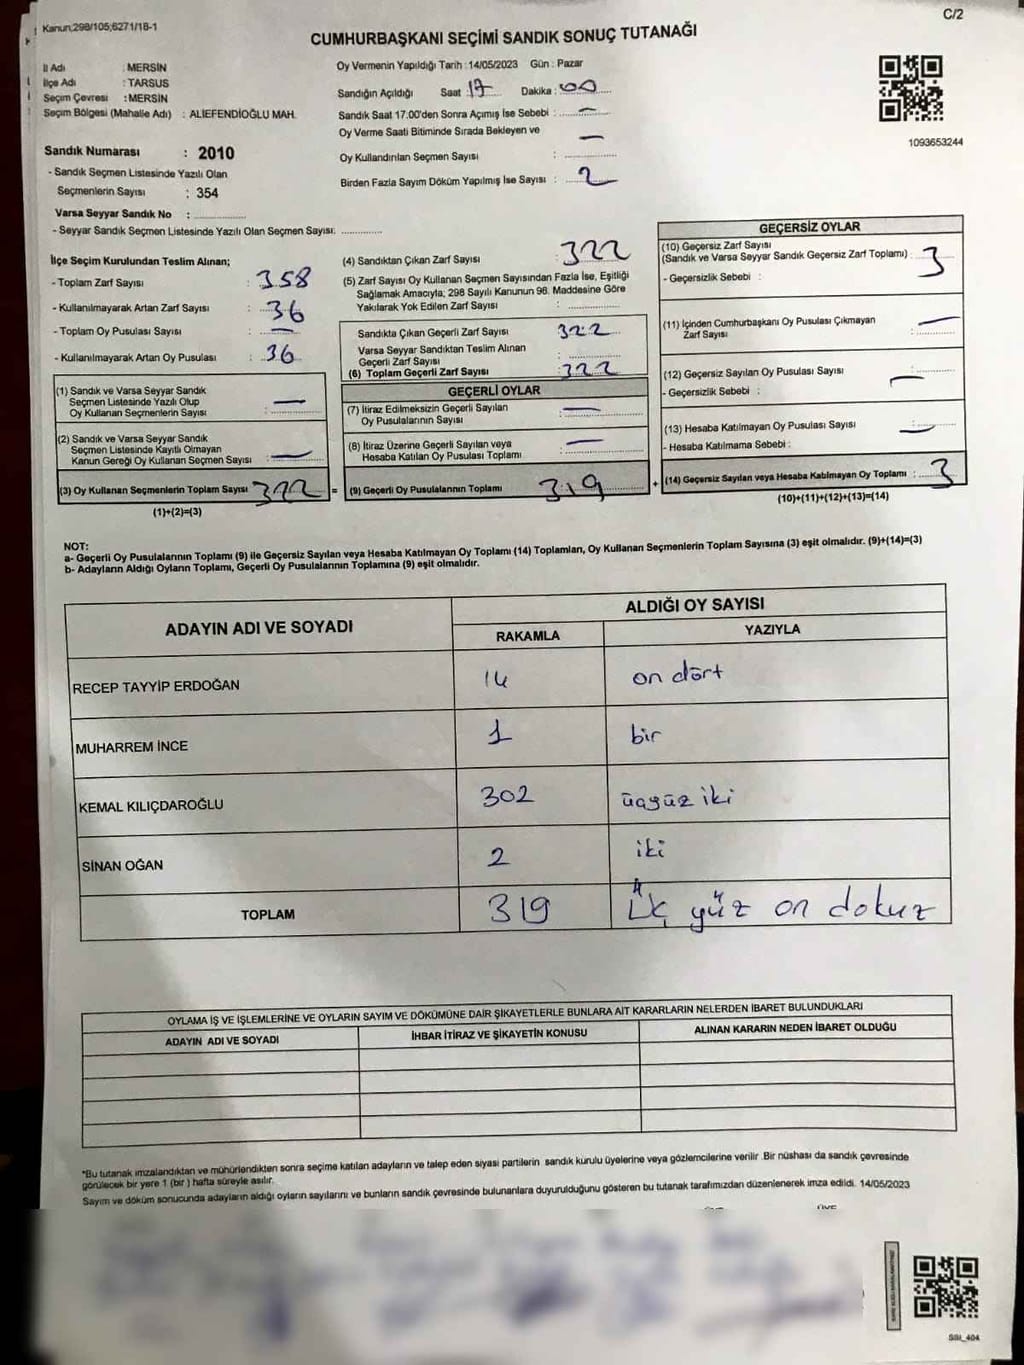 Kanun;298/105;6271/18-1
C/2
CUMHURBAŞKANI SEÇİMİ SANDIK SONUÇ TUTANAĞI
İl Adı : MERSİN
İlçe Adı : TARSUS
Seçim Çevresi : MERSİN
Seçim Bölgesi (Mahalle Adı) : ALİEFENDİOĞLU MAH.
Oy Vermenin Yapıldığı Tarih : 14/05/2023 Gün : Pazar
Sandığın Açıldığı Saat : 17 Dakika : 00
Sandık Saat 17.00'den Sonra Açımış İse Sebebi : —
Oy Verme Saati Bitiminde Sırada Bekleyen ve
Oy Kullandırılan Seçmen Sayısı : —
Birden Fazla Sayım Döküm Yapılmış İse Sayısı : 2
1093653244
Sandık Numarası : 2010
- Sandık Seçmen Listesinde Yazılı Olan
Seçmenlerin Sayısı : 354
Varsa Seyyar Sandık No :
- Seyyar Sandık Seçmen Listesinde Yazılı Olan Seçmen Sayısı:
İlçe Seçim Kurulundan Teslim Alınan;
- Toplam Zarf Sayısı : 358
- Kullanılmayarak Artan Zarf Sayısı : 36
- Toplam Oy Pusulası Sayısı : —
- Kullanılmayarak Artan Oy Pusulası : 36
(1) Sandık ve Varsa Seyyar Sandık
Seçmen Listesinde Yazılı Olup
Oy Kullanan Seçmenlerin Sayısı : —
(2) Sandık ve Varsa Seyyar Sandık
Seçmen Listesinde Kayıtlı Olmayan
Kanun Gereği Oy Kullanan Seçmen Sayısı : —
(3) Oy Kullanan Seçmenlerin Toplam Sayısı 322 =
(1)+(2)=(3)
(4) Sandıktan Çıkan Zarf Sayısı : 322
(5) Zarf Sayısı Oy Kullanan Seçmen Sayısından Fazla İse, Eşitliği
Sağlamak Amacıyla; 298 Sayılı Kanunun 98. Maddesine Göre
Yakılarak Yok Edilen Zarf Sayısı :
Sandıkta Çıkan Geçerli Zarf Sayısı : 322
Varsa Seyyar Sandıktan Teslim Alınan
Geçerli Zarf Sayısı :
(6) Toplam Geçerli Zarf Sayısı : 322
GEÇERLİ OYLAR
(7) İtiraz Edilmeksizin Geçerli Sayılan
Oy Pusulalarının Sayısı : —
(8) İtiraz Üzerine Geçerli Sayılan veya
Hesaba Katılan Oy Pusulası Toplamı : —
(9) Geçerli Oy Pusulalarının Toplamı 319 +
GEÇERSİZ OYLAR
(10) Geçersiz Zarf Sayısı
(Sandık ve Varsa Seyyar Sandık Geçersiz Zarf Toplamı) : 3
- Geçersizlik Sebebi :
(11) İçinden Cumhurbaşkanı Oy Pusulası Çıkmayan
Zarf Sayısı : —
(12) Geçersiz Sayılan Oy Pusulası Sayısı : —
- Geçersizlik Sebebi :
(13) Hesaba Katılmayan Oy Pusulası Sayısı : —
- Hesaba Katılmama Sebebi :
(14) Geçersiz Sayılan veya Hesaba Katılmayan Oy Toplamı : 3
(10)+(11)+(12)+(13)=(14)
NOT:
a- Geçerli Oy Pusulalarının Toplamı (9) ile Geçersiz Sayılan veya Hesaba Katılmayan Oy Toplamı (14) Toplamları, Oy Kullanan Seçmenlerin Toplam Sayısına (3) eşit olmalıdır. (9)+(14)=(3)
b- Adayların Aldığı Oyların Toplamı, Geçerli Oy Pusulalarının Toplamına (9) eşit olmalıdır.
ADAYIN ADI VE SOYADI
ALDIĞI OY SAYISI
RAKAMLA YAZIYLA
RECEP TAYYİP ERDOĞAN 14 on dört
MUHARREM İNCE 1 bir
KEMAL KILIÇDAROĞLU 302 üçyüz iki
SİNAN OĞAN 2 iki
TOPLAM 319 Üç yüz on dokuz
OYLAMA İŞ VE İŞLEMLERİNE VE OYLARIN SAYIM VE DÖKÜMÜNE DAİR ŞİKAYETLERLE BUNLARA AİT KARARLARIN NELERDEN İBARET BULUNDUKLARI
ADAYIN ADI VE SOYADI İHBAR İTİRAZ VE ŞİKAYETİN KONUSU ALINAN KARARIN NEDEN İBARET OLDUĞU
*Bu tutanak imzalandıktan ve mühürlendikten sonra seçime katılan adayların ve talep eden siyasi partilerin sandık kurulu üyelerine veya gözlemcilerine verilir .Bir nüshası da sandık çevresinde
görülecek bir yere 1 (bir ) hafta süreyle asılır.
Sayım ve döküm sonucunda adayların aldığı oyların sayılarını ve bunların sandık çevresinde bulunanlara duyurulduğunu gösteren bu tutanak tarafımızdan düzenlenerek imza edildi. 14/05/2023
SSI_404